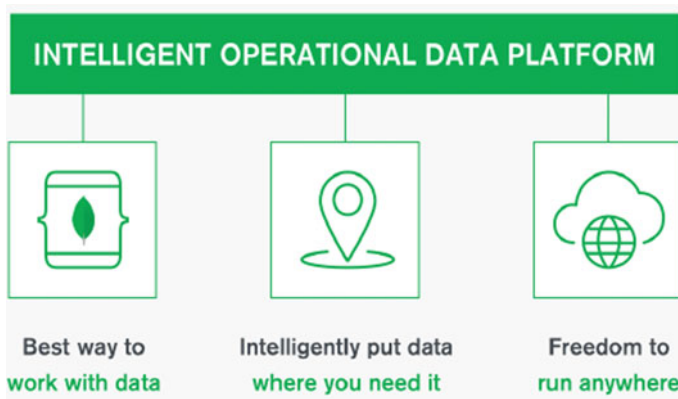 INTELLIGENT OPERATIONAL DATA PLATFORM
Best way to
work with data
Intelligently put data
where you need it
Freedom to
run anywhere